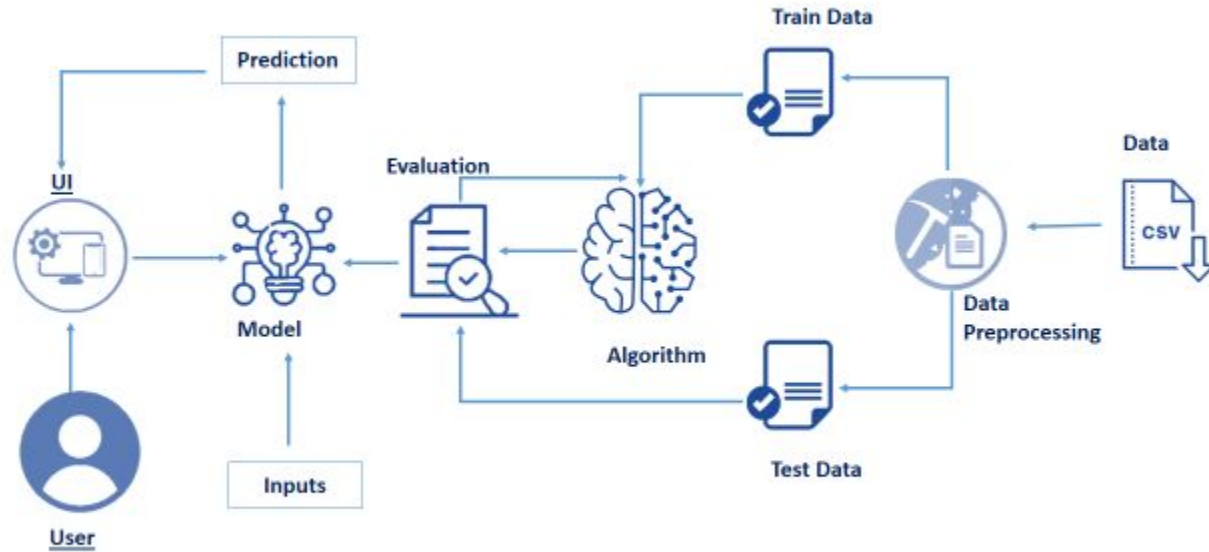 Train Data
Prediction
Data
Evaluation
UI
CSV
Model
Data
Preprocessing
Algorithm
Inputs
Test Data
User